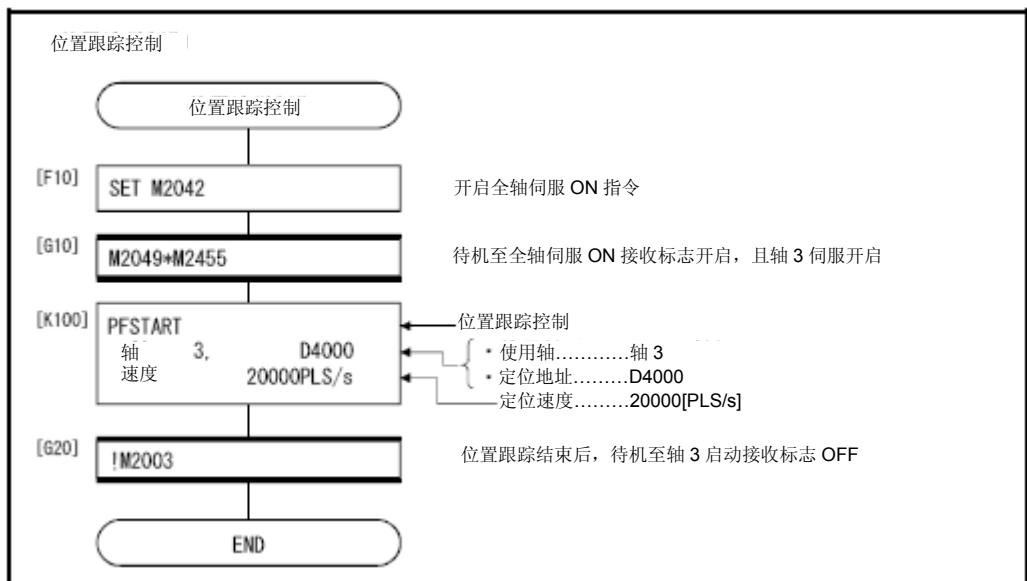 位置跟踪控制
位置跟踪控制
[F10] SET M2042 开启全轴伺服 ON 指令
[G10] M2049*M2455 待机至全轴伺服 ON 接收标志开启，且轴 3 伺服开启
[K100] PFSTART 位置跟踪控制
轴 3, D4000 ・使用轴…………轴 3
速度 20000PLS/s ・定位地址………D4000
定位速度………20000[PLS/s]
[G20] !M2003 位置跟踪结束后，待机至轴 3 启动接收标志 OFF
END